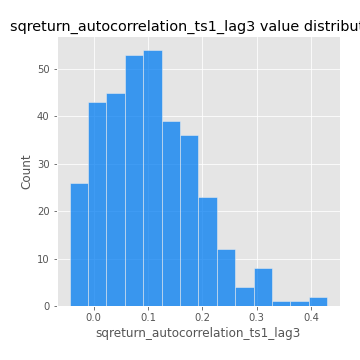 sqreturn_autocorrelation_ts1_lag3 value distribut
50
40
30
20
10
0
Count
0.0 0.1 0.2 0.3 0.4
sqreturn_autocorrelation_ts1_lag3